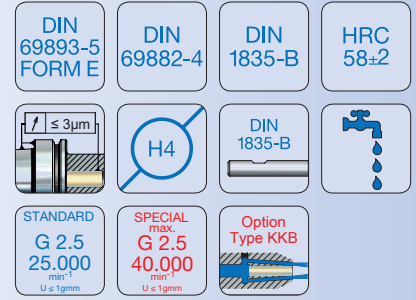 DIN
69893-5
FORM E
DIN
69882-4
DIN
1835-B
HRC
58±2
↗ ≤ 3µm
H4
DIN
1835-B
STANDARD
G 2.5
25.000
min⁻¹
U ≤ 1gmm
SPECIAL
max.
G 2.5
40.000
min⁻¹
U ≤ 1gmm
Option
Type KKB